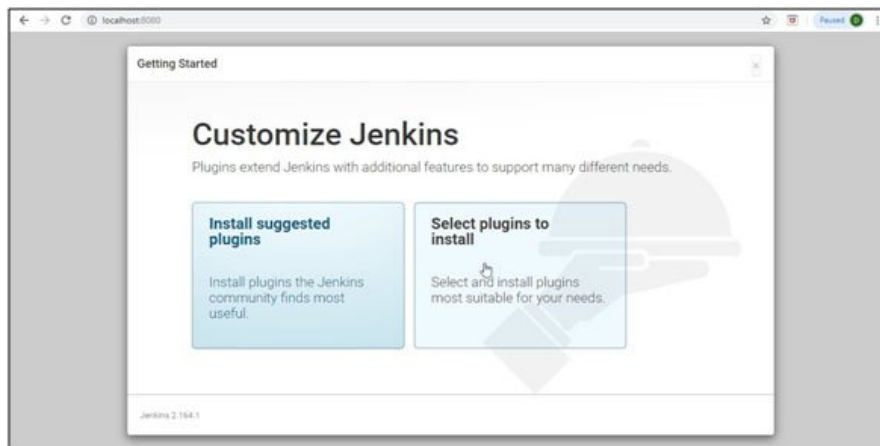 localhost:8080
Paused
D
Getting Started
Customize Jenkins
Plugins extend Jenkins with additional features to support many different needs.
Install suggested
plugins
Install plugins the Jenkins
community finds most
useful.
Select plugins to
install
Select and install plugins
most suitable for your needs.
Jenkins 2.164.1